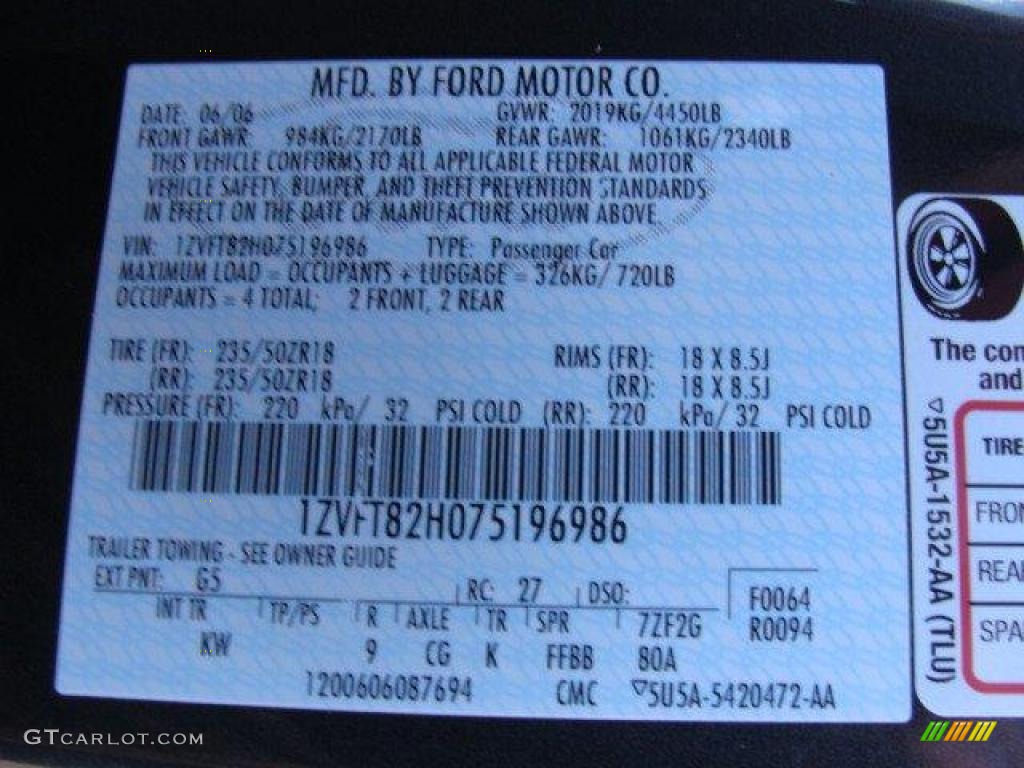 MFD. BY FORD MOTOR CO.
DATE: 06/06 GVWR: 2019KG/4450LB
FRONT GAWR: 984KG/2170LB REAR GAWR: 1061KG/2340LB
THIS VEHICLE CONFORMS TO ALL APPLICABLE FEDERAL MOTOR
VEHICLE SAFETY, BUMPER, AND THEFT PREVENTION STANDARDS
IN EFFECT ON THE DATE OF MANUFACTURE SHOWN ABOVE.
VIN: 1ZVFT82H075196986 TYPE: Passenger Car
MAXIMUM LOAD = OCCUPANTS + LUGGAGE = 326KG/ 720LB
OCCUPANTS = 4 TOTAL; 2 FRONT, 2 REAR
TIRE (FR): 235/50ZR18 RIMS (FR): 18 X 8.5J
(RR): 235/50ZR18 (RR): 18 X 8.5J
PRESSURE (FR): 220 kPa/ 32 PSI COLD (RR): 220 kPa/ 32 PSI COLD
1ZVFT82H075196986
TRAILER TOWING - SEE OWNER GUIDE
EXT PNT: G5 RC: 27 DSO: F0064
INT TR TP/PS R AXLE TR SPR 7ZF2G R0094
KW 9 CG K FFBB 80A
1200606087694 CMC ▽5U5A-5420472-AA
The con
and
▽5U5A-1532-AA (TLU)
TIRE
FRON
REAR
SPA
GTCARLOT.COM